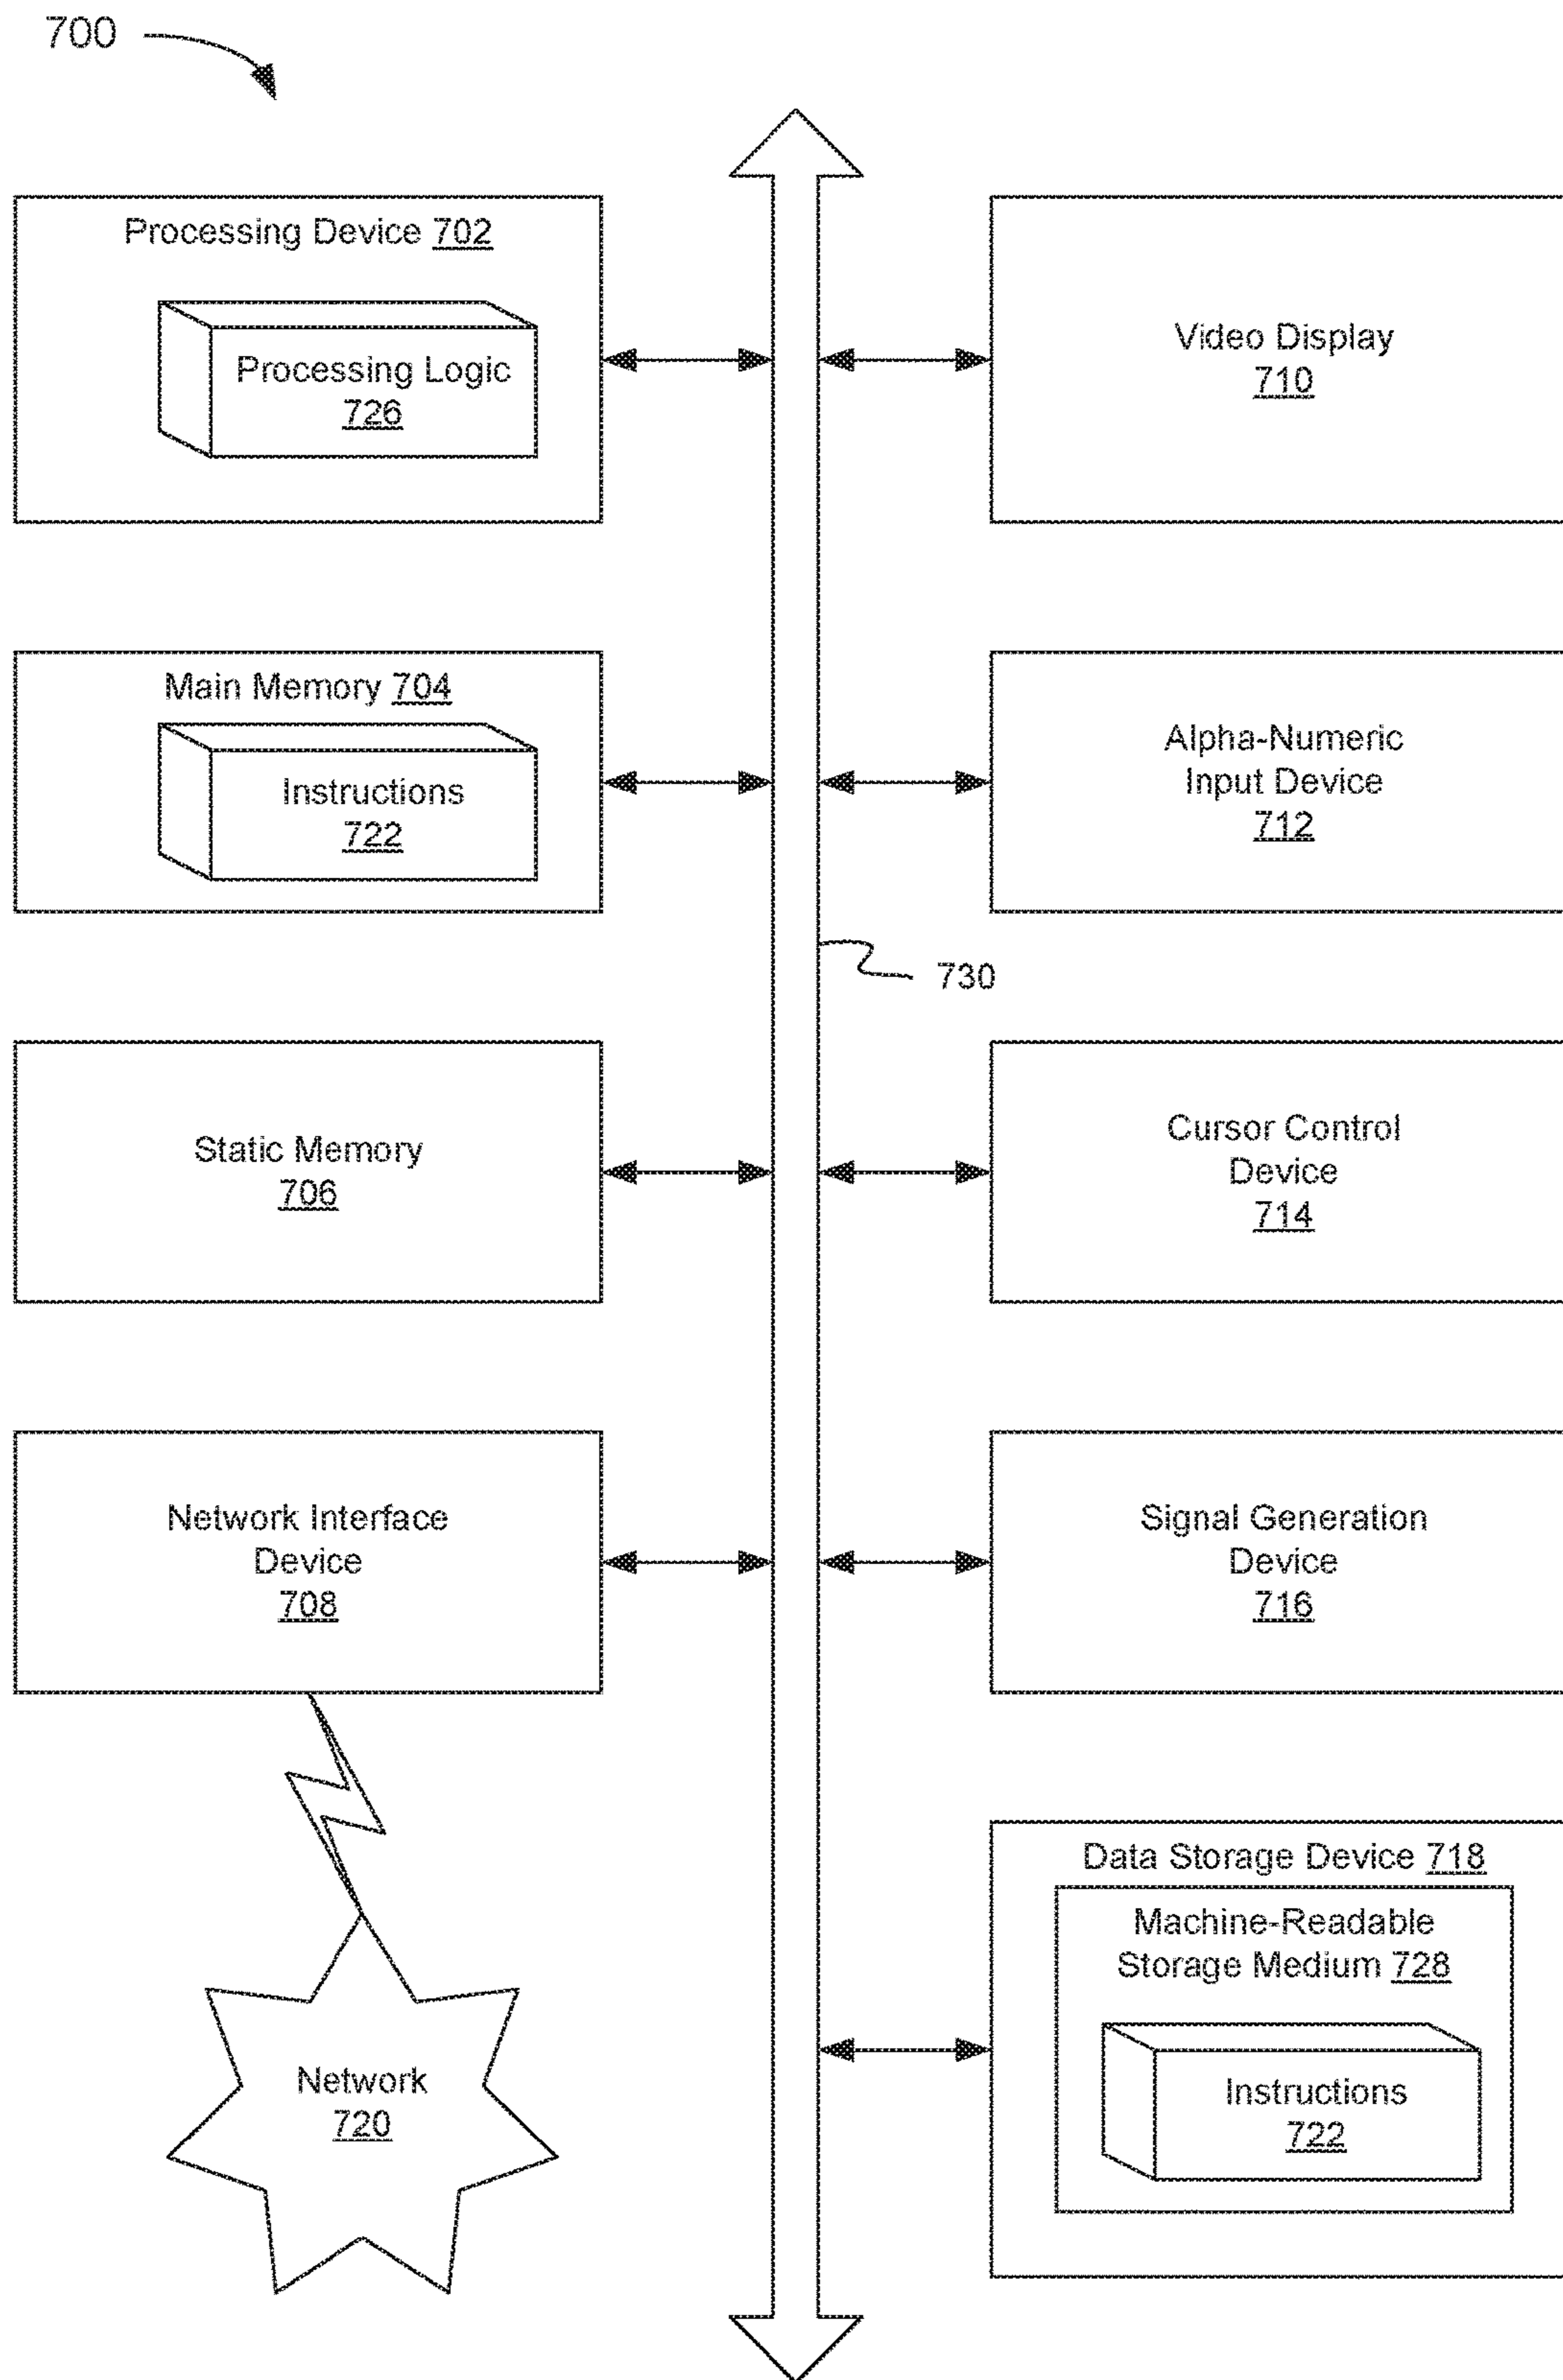 700
Processing Device 702
Processing Logic
726
Video Display
710
Main Memory 704
Instructions
722
Alpha-Numeric
Input Device
712
730
Static Memory
706
Cursor Control
Device
714
Network Interface
Device
708
Signal Generation
Device
716
Data Storage Device 718
Machine-Readable
Storage Medium 728
Instructions
722
Network
720